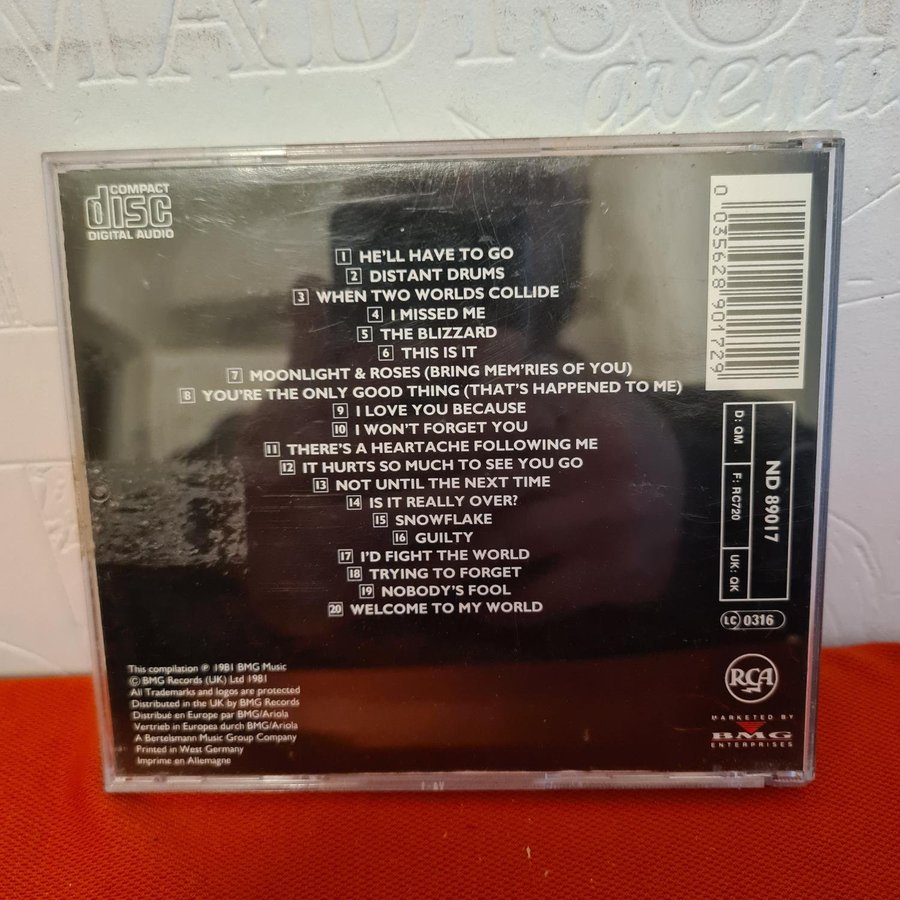 MADISON
avenue
COMPACT
disc
DIGITAL AUDIO
1 HE'LL HAVE TO GO
2 DISTANT DRUMS
3 WHEN TWO WORLDS COLLIDE
4 I MISSED ME
5 THE BLIZZARD
6 THIS IS IT
7 MOONLIGHT & ROSES (BRING MEM'RIES OF YOU)
8 YOU'RE THE ONLY GOOD THING (THAT'S HAPPENED TO ME)
9 I LOVE YOU BECAUSE
10 I WON'T FORGET YOU
11 THERE'S A HEARTACHE FOLLOWING ME
12 IT HURTS SO MUCH TO SEE YOU GO
13 NOT UNTIL THE NEXT TIME
14 IS IT REALLY OVER?
15 SNOWFLAKE
16 GUILTY
17 I'D FIGHT THE WORLD
18 TRYING TO FORGET
19 NOBODY'S FOOL
20 WELCOME TO MY WORLD
0 035628 901729
ND 89017
D: QM
F: RC720
UK: QK
LC 0316
RCA
MARKETED BY
BMG
ENTERPRISES
This compilation ℗ 1981 BMG Music
© BMG Records (UK) Ltd 1981
All Trademarks and logos are protected
Distributed in the UK by BMG Records
Distribué en Europe par BMG/Ariola
Vertrieb in Europea durch BMG/Ariola
A Bertelsmann Music Group Company
Printed in West Germany
Imprime en Allemagne